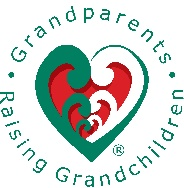 • Grandparents •
Raising Grandchildren
®